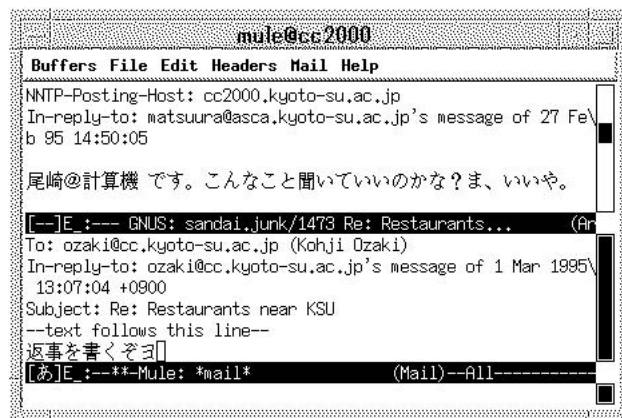 mule@cc2000
Buffers File Edit Headers Mail Help
NNTP-Posting-Host: cc2000.kyoto-su.ac.jp
In-reply-to: matsuura@asca.kyoto-su.ac.jp's message of 27 Fe\
b 95 14:50:05
尾崎@計算機 です。こんなこと聞いていいのかな？ま、いいや。
[--]E_:--- GNUS: sandai.junk/1473 Re: Restaurants... (Ar
To: ozaki@cc.kyoto-su.ac.jp (Kohji Ozaki)
In-reply-to: ozaki@cc.kyoto-su.ac.jp's message of 1 Mar 1995\
13:07:04 +0900
Subject: Re: Restaurants near KSU
--text follows this line--
返事を書くぞヨ
[あ]E_:--**-Mule: *mail* (Mail)--All-----------